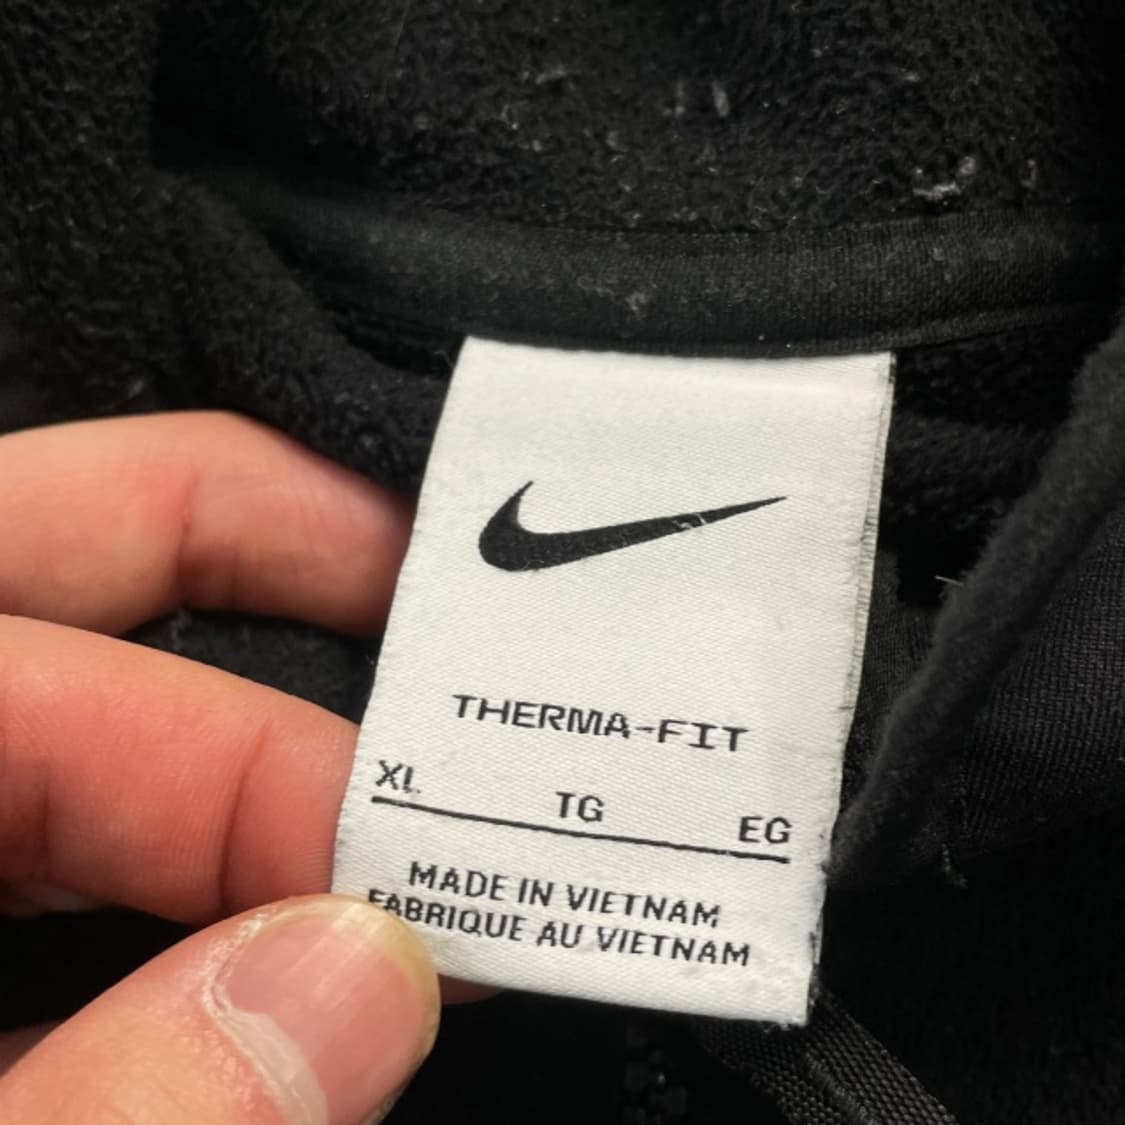 THERMA-FIT
XL TG EG
MADE IN VIETNAM
FABRIQUE AU VIETNAM